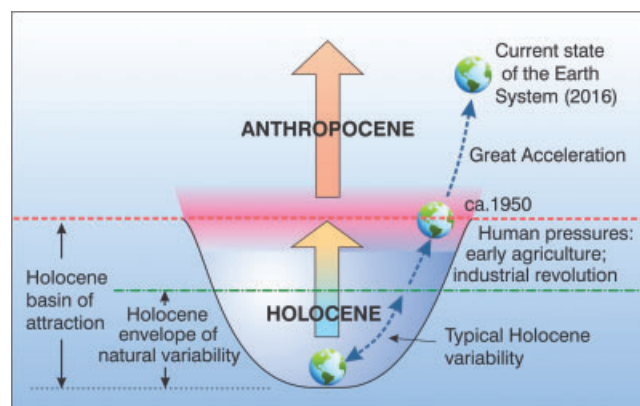 Current state
of the Earth
System (2016)
ANTHROPOCENE
Great Acceleration
ca.1950
Human pressures:
early agriculture;
industrial revolution
Holocene
basin of
attraction
Holocene
envelope of
natural variability
HOLOCENE
Typical Holocene
variability